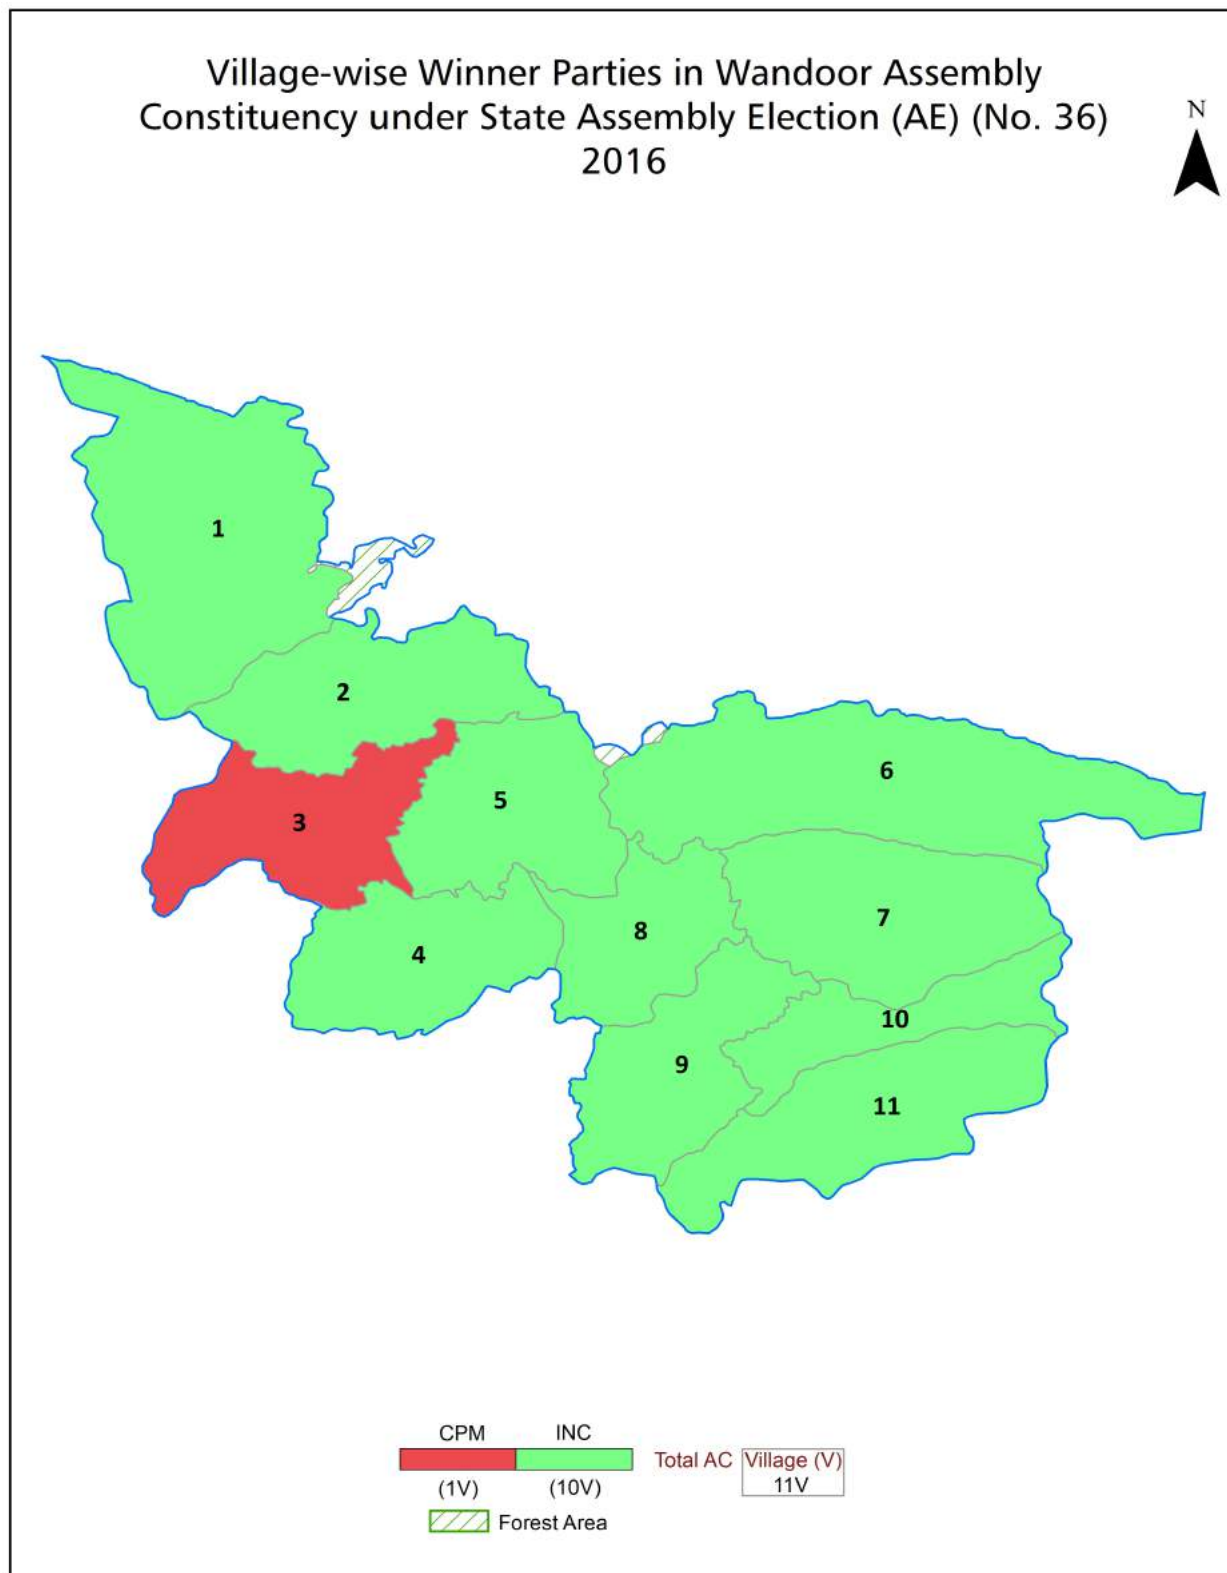 Village-wise Winner Parties in Wandoor Assembly
Constituency under State Assembly Election (AE) (No. 36)
2016
N
1
2
3
4
5
6
7
8
9
10
11
CPM INC
Total AC Village (V)
11V
(1V) (10V)
Forest Area